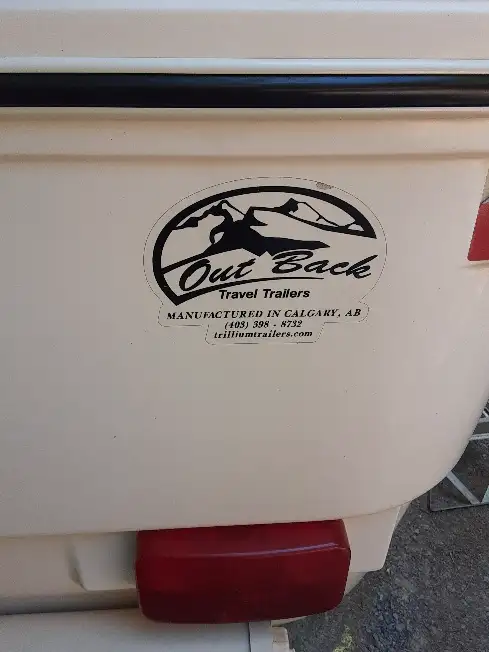 Out Back
Travel Trailers
MANUFACTURED IN CALGARY, AB
(403) 398 - 8732
trilliumtrailers.com